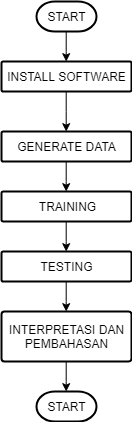 START
INSTALL SOFTWARE
GENERATE DATA
TRAINING
TESTING
INTERPRETASI DAN
PEMBAHASAN
START